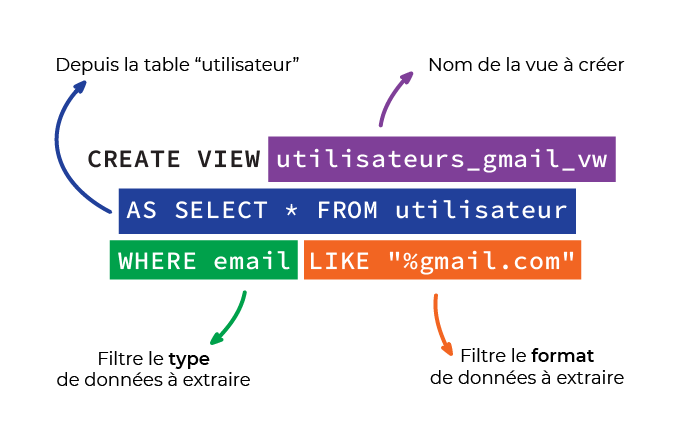 Depuis la table “utilisateur”
Nom de la vue à créer
CREATE VIEW utilisateurs_gmail_vw
AS SELECT * FROM utilisateur
WHERE email LIKE "%gmail.com"
Filtre le type
de données à extraire
Filtre le format
de données à extraire